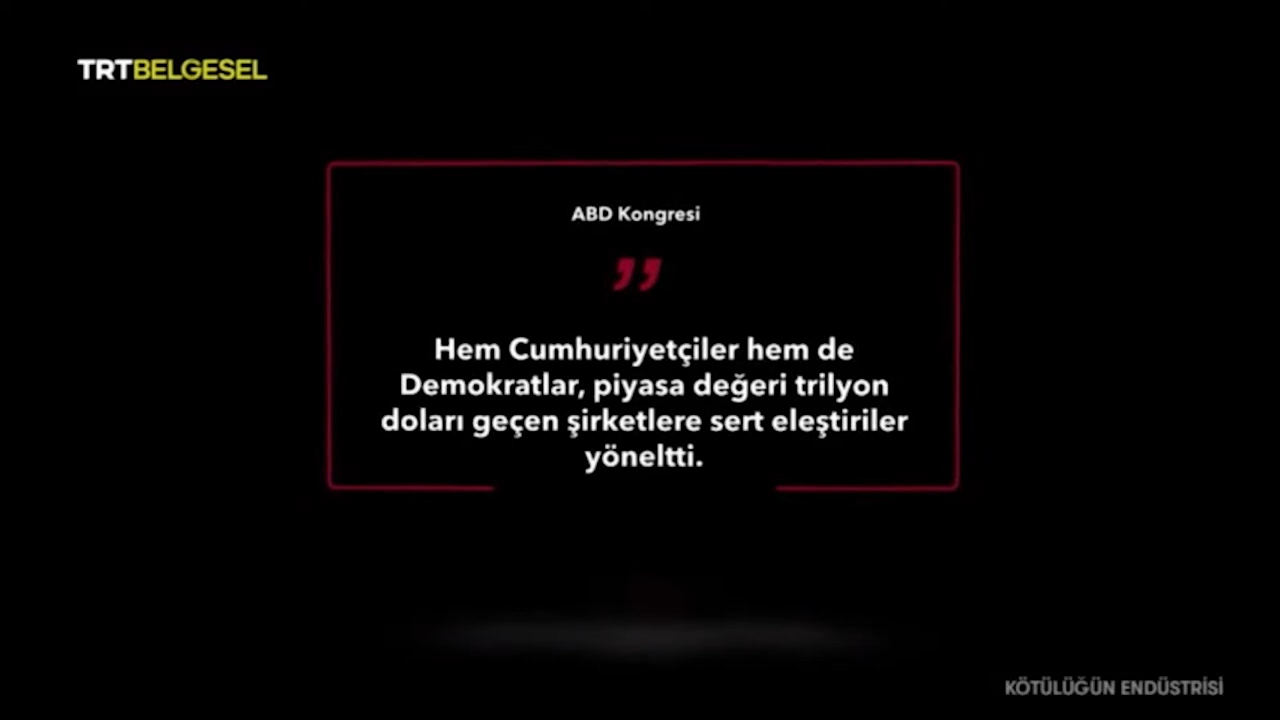 TRTBELGESEL
ABD Kongresi
”
Hem Cumhuriyetçiler hem de
Demokratlar, piyasa değeri trilyon
doları geçen şirketlere sert eleştiriler
yöneltti.
KÖTÜLÜĞÜN ENDÜSTRİSİ